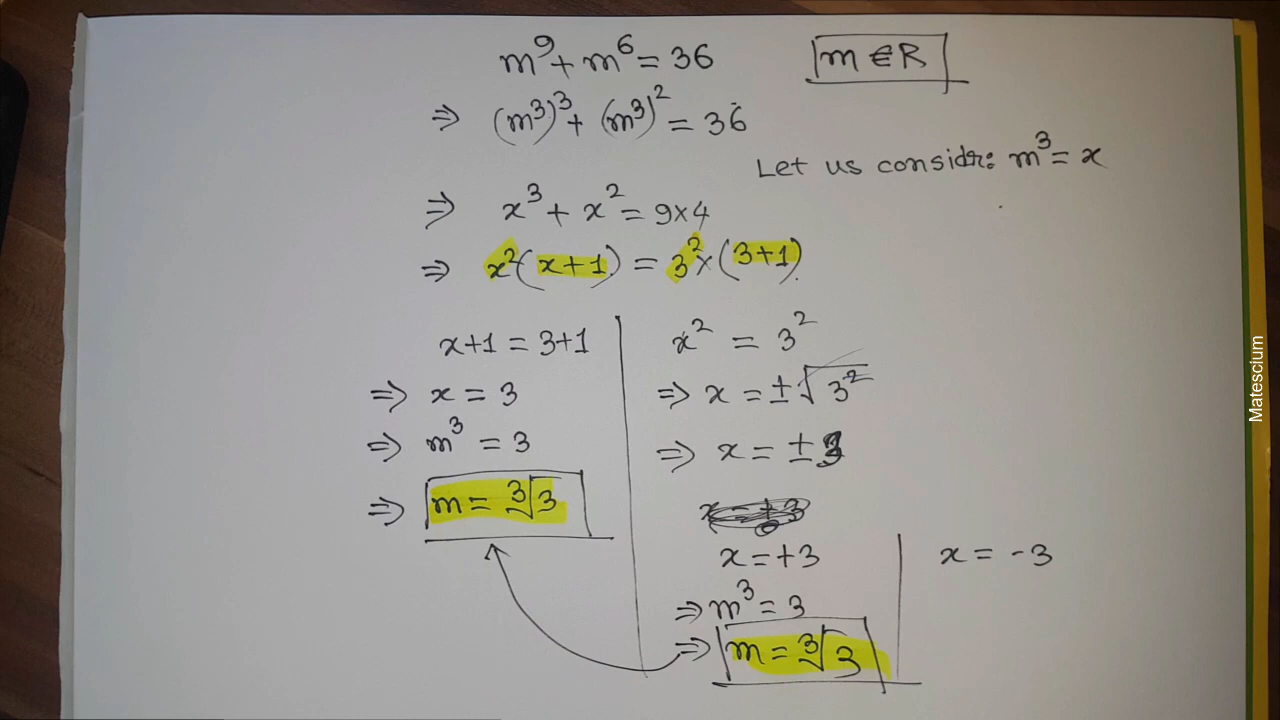 m⁹ + m⁶ = 36
m ∈ R
⇒ (m³)³ + (m³)² = 36
Let us considr: m³ = x
⇒ x³ + x² = 9×4
⇒ x²(x+1) = 3²×(3+1)
x+1 = 3+1
⇒ x = 3
⇒ m³ = 3
⇒ m = ∛3
x² = 3²
⇒ x = ±√3²
⇒ x = ±3
x = +3
⇒ m³ = 3
⇒ m = ∛3
x = -3
Matescium